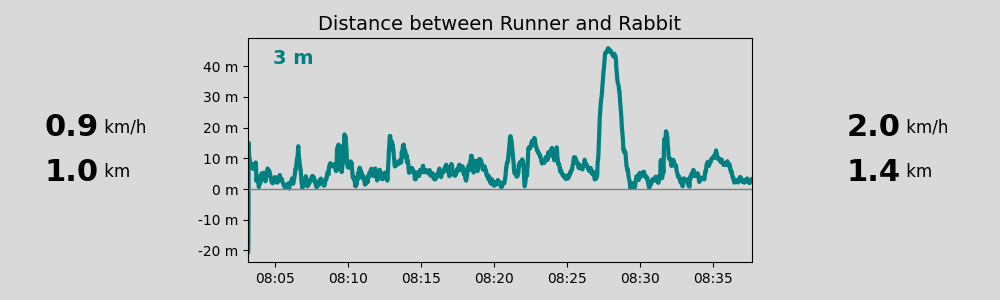 Distance between Runner and Rabbit
3 m
40 m
30 m
20 m
10 m
0 m
-10 m
-20 m
08:05 08:10 08:15 08:20 08:25 08:30 08:35
0.9 km/h
1.0 km
2.0 km/h
1.4 km